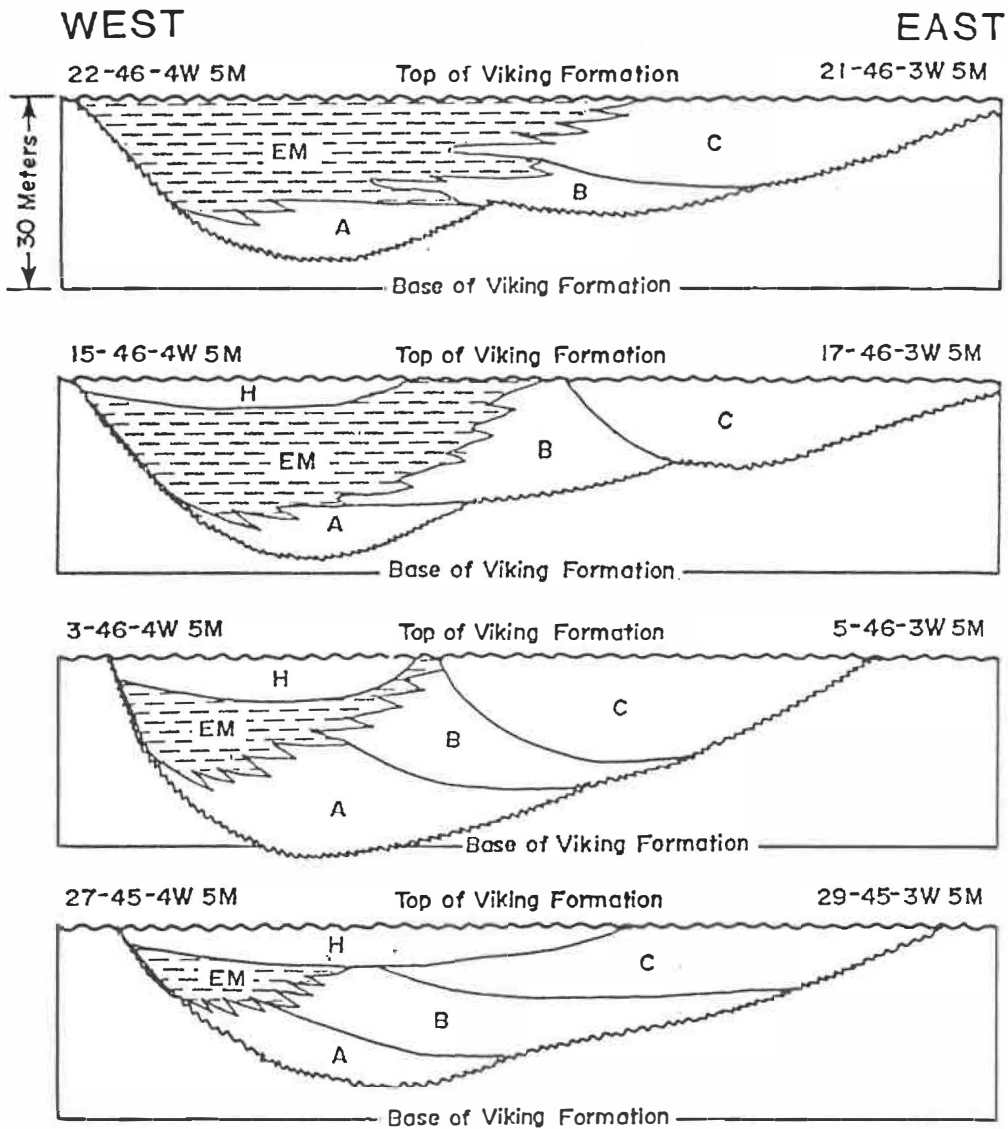 WEST EAST
22-46-4W 5M Top of Viking Formation 21-46-3W 5M
30 Meters
EM C
B
A
Base of Viking Formation
15-46-4W 5M Top of Viking Formation 17-46-3W 5M
H
C
B
EM
A
Base of Viking Formation
3-46-4W 5M Top of Viking Formation 5-46-3W 5M
H
C
EM
B
A
Base of Viking Formation
27-45-4W 5M Top of Viking Formation 29-45-3W 5M
H
C
EM
B
A
Base of Viking Formation